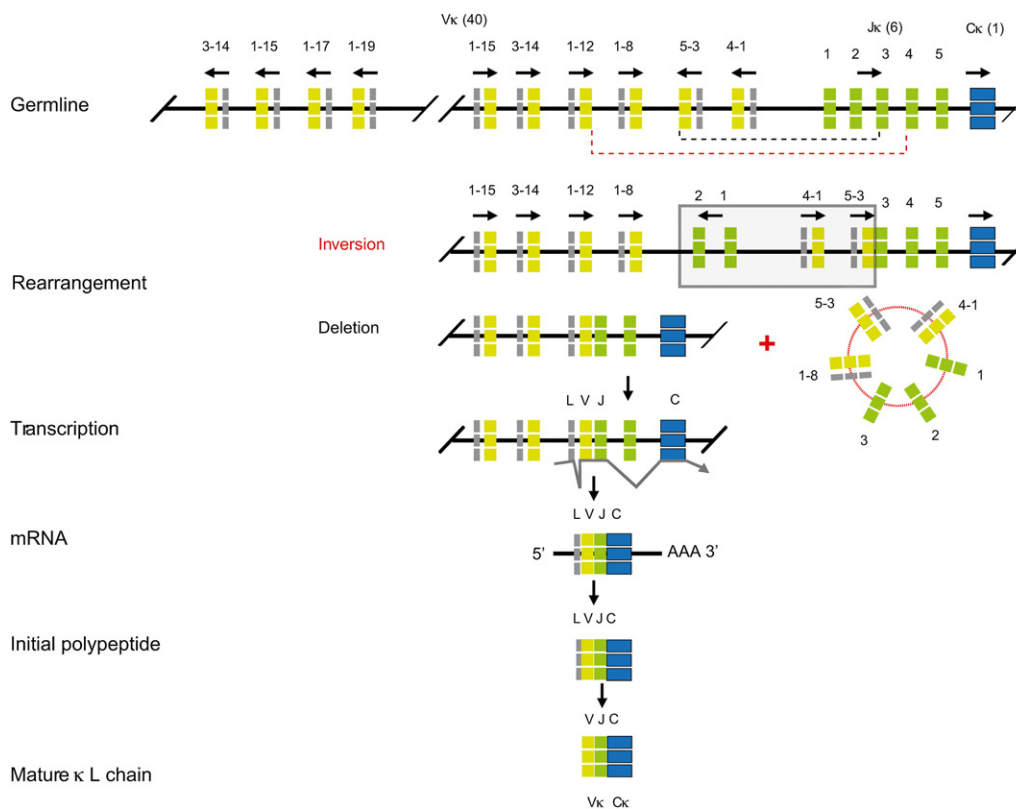 Vκ (40)
Jκ (6)
Cκ (1)
3-14 1-15 1-17 1-19 1-15 3-14 1-12 1-8 5-3 4-1 1 2 3 4 5
Germline
1-15 3-14 1-12 1-8 2 1 4-1 5-3 3 4 5
Inversion
Rearrangement
Deletion
+
5-3 4-1
1-8 1
3 2
L V J C
Transcription
L V J C
mRNA
5’ AAA 3’
L V J C
Initial polypeptide
V J C
Mature κ L chain
Vκ Cκ